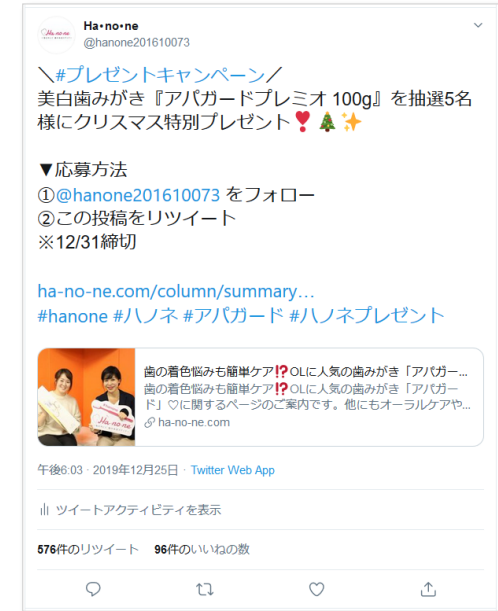 Ha•no•ne
@hanone201610073
＼#プレゼントキャンペーン／
美白歯みがき『アパガードプレミオ 100g』を抽選5名
様にクリスマス特別プレゼント❣️🎄✨
▼応募方法
①@hanone201610073 をフォロー
②この投稿をリツイート
※12/31締切
ha-no-ne.com/column/summary…
#hanone #ハノネ #アパガード #ハノネプレゼント
歯の着色悩みも簡単ケア⁉️OLに人気の歯みがき「アパガー...
歯の着色悩みも簡単ケア⁉️OLに人気の歯みがき「アパガー
ド」♡に関するページのご案内です。他にもオーラルケアや...
ha-no-ne.com
Ha•no•ne
午後6:03 · 2019年12月25日 · Twitter Web App
ツイートアクティビティを表示
576件のリツイート 96件のいいねの数